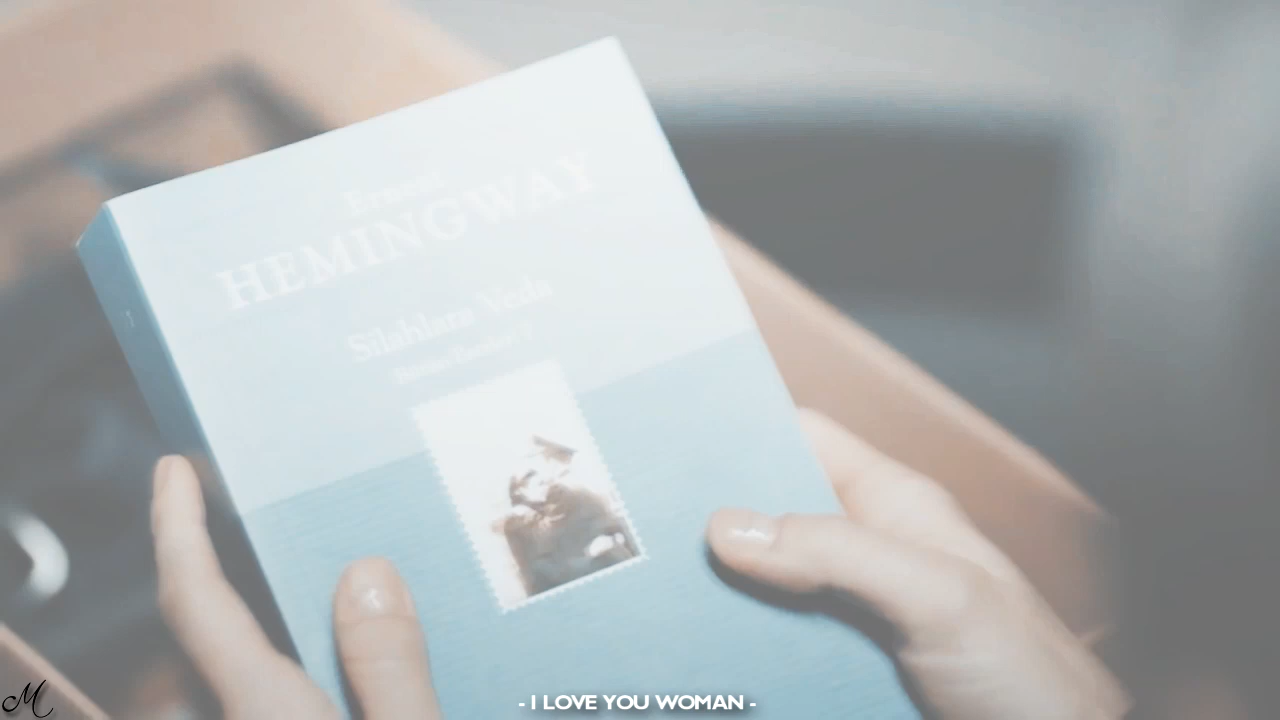 Ernest
HEMINGWAY
Silahlara Veda
- I LOVE YOU WOMAN -
M